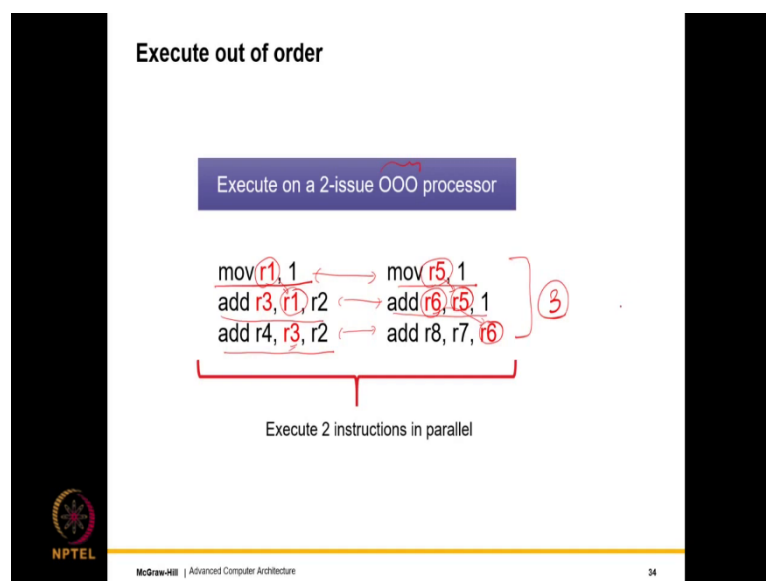 Execute out of order
Execute on a 2-issue OOO processor
mov r1, 1 mov r5, 1
add r3, r1, r2 add r6, r5, 1
add r4, r3, r2 add r8, r7, r6
3
Execute 2 instructions in parallel
NPTEL
McGraw-Hill | Advanced Computer Architecture 34